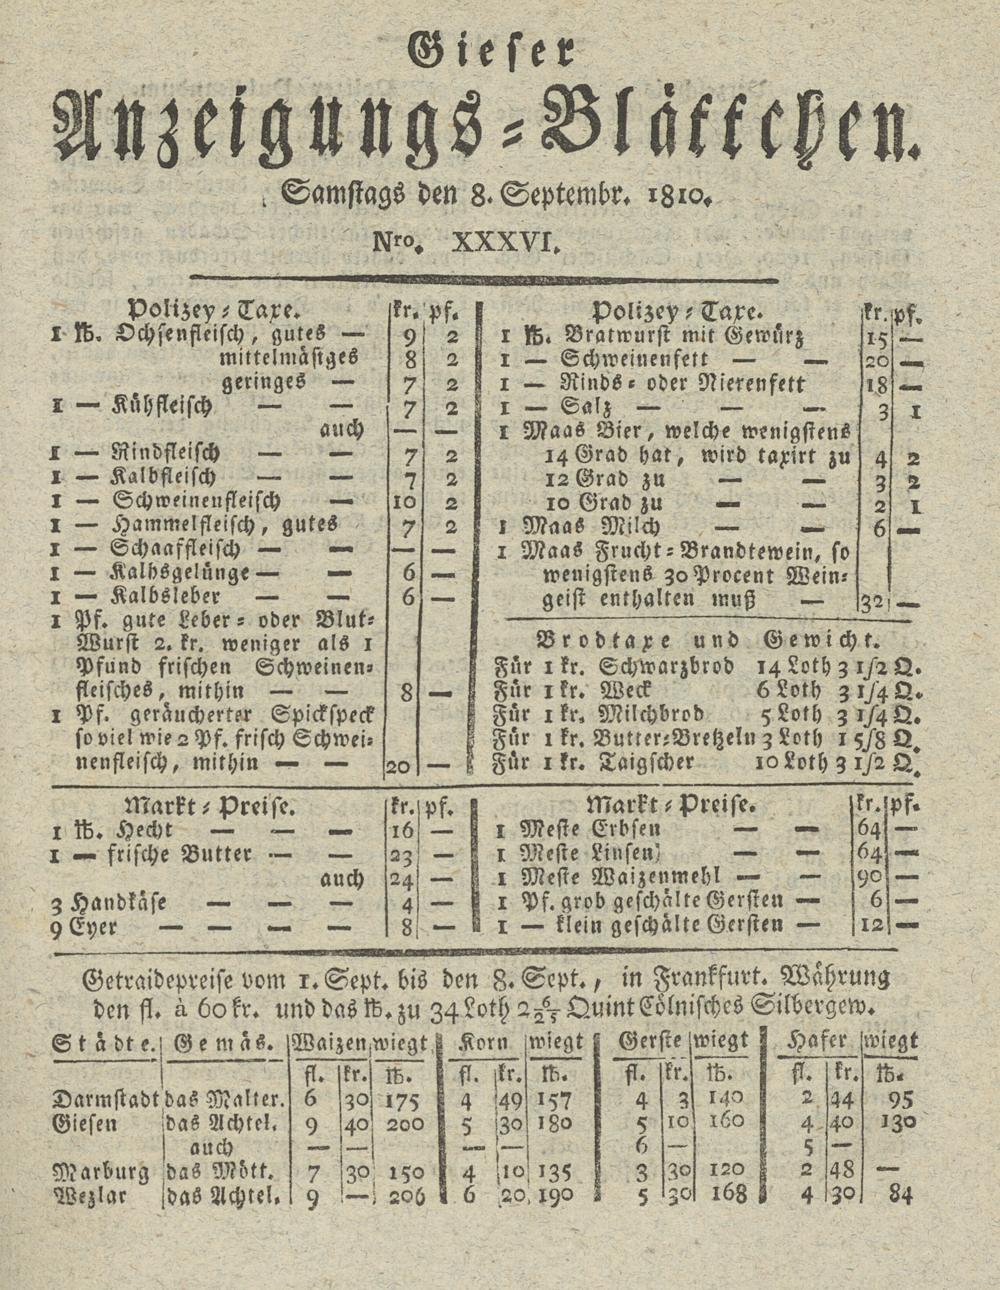 Gieser
Anzeigungs-Blättchen.
Samstags den 8. Septembr. 1810.
Nro. XXXVI.
Polizey-Taxe. kr. pf.
1 ℔. Ochsenfleisch, gutes — 9 2
mittelmäsiges 8 2
geringes — 7 2
1 — Kühfleisch — — 7 2
auch — —
1 — Rindfleisch — — 7 2
1 — Kalbfleisch — — 7 2
1 — Schweinenfleisch — 10 2
1 — Hammelfleisch, gutes 7 2
1 — Schaaffleisch — — — —
1 — Kalbsgelünge — — 6 —
1 — Kalbsleber — — 6 —
1 Pf. gute Leber- oder Blut-
Wurst 2. kr. weniger als 1
Pfund frischen Schweinen-
fleisches, mithin — — 8 —
1 Pf. geräucherter Spickspeck
so viel wie 2 Pf. frisch Schwei-
nenfleisch, mithin — — 20 —
Polizey-Taxe. kr. pf.
1 ℔. Bratwurst mit Gewürz 15 —
1 — Schweinenfett — — 20 —
1 — Rinds- oder Nierenfett 18 —
1 — Salz — — — 3 1
1 Maas Bier, welche wenigstens
14 Grad hat, wird taxirt zu 4 2
12 Grad zu — — 3 2
10 Grad zu — — 2 1
1 Maas Milch — — 6 —
1 Maas Frucht-Brandtewein, so
wenigstens 30 Procent Wein-
geist enthalten muß — 32 —
Brodtaxe und Gewicht.
Für 1 kr. Schwarzbrod 14 Loth 3 1/2 Q.
Für 1 kr. Weck 6 Loth 3 1/4 Q.
Für 1 kr. Milchbrod 5 Loth 3 1/4 Q.
Für 1 kr. Butter-Bretzeln 3 Loth 1 5/8 Q.
Für 1 kr. Taigscher 10 Loth 3 1/2 Q.
Markt-Preise. kr. pf.
1 ℔. Hecht — — — 16 —
1 — frische Butter — — 23 —
auch 24 —
3 Handkäse — — — 4 —
9 Eyer — — — — 8 —
Markt-Preise. kr. pf.
1 Meste Erbsen — — 64 —
1 Meste Linsen — — 64 —
1 Meste Waizenmehl — — 90 —
1 Pf. grob geschälte Gersten — 6 —
1 — klein geschälte Gersten — 12 —
Getraidepreise vom 1. Sept. bis den 8. Sept., in Frankfurt. Währung
den fl. à 60 kr. und das ℔. zu 34 Loth 2 6/25 Quint Cölnisches Silbergew.
Städte. Gemäs. Waizen wiegt Korn wiegt Gerste wiegt Hafer wiegt
fl. kr. ℔. fl. kr. ℔. fl. kr. ℔. fl. kr. ℔.
Darmstadt das Malter. 6 30 175 4 49 157 4 3 140 2 44 95
Giesen das Achtel. 9 40 200 5 30 180 5 10 160 4 40 130
auch — — — — 6 — 5 —
Marburg das Mött. 7 30 150 4 10 135 3 30 120 2 48 —
Wezlar das Achtel. 9 — 206 6 20 190 5 30 168 4 30 84